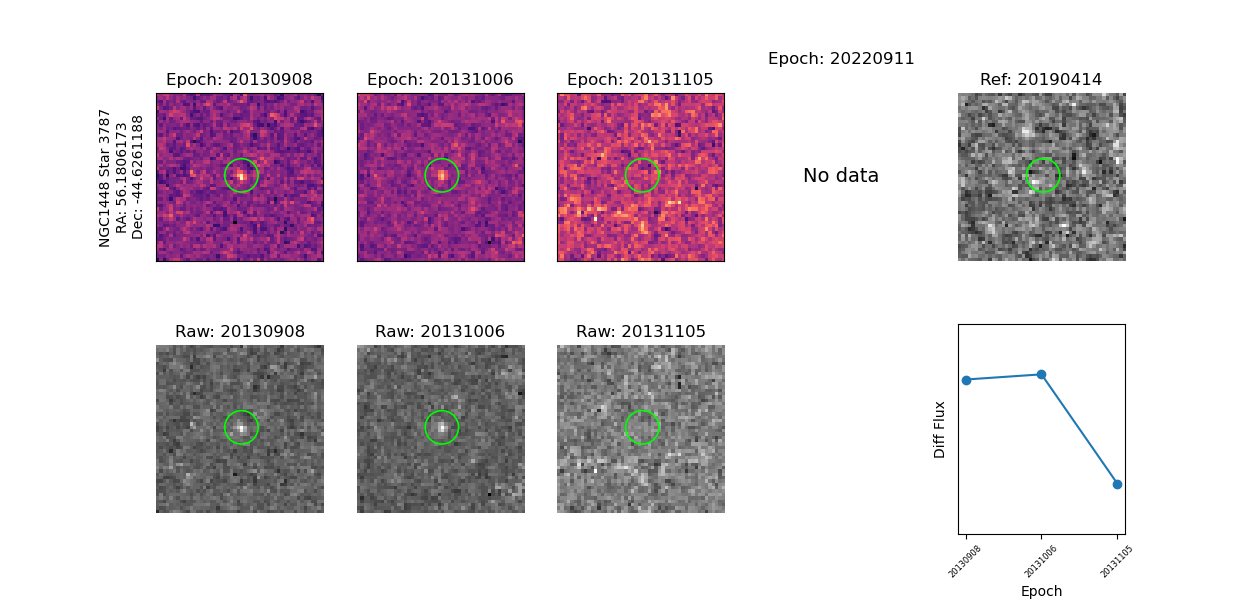 Epoch: 20220911
Epoch: 20130908
Epoch: 20131006
Epoch: 20131105
Ref: 20190414
NGC1448 Star 3787
RA: 56.1806173
Dec: -44.6261188
No data
Raw: 20130908
Raw: 20131006
Raw: 20131105
Diff Flux
20130908
20131006
20131105
Epoch